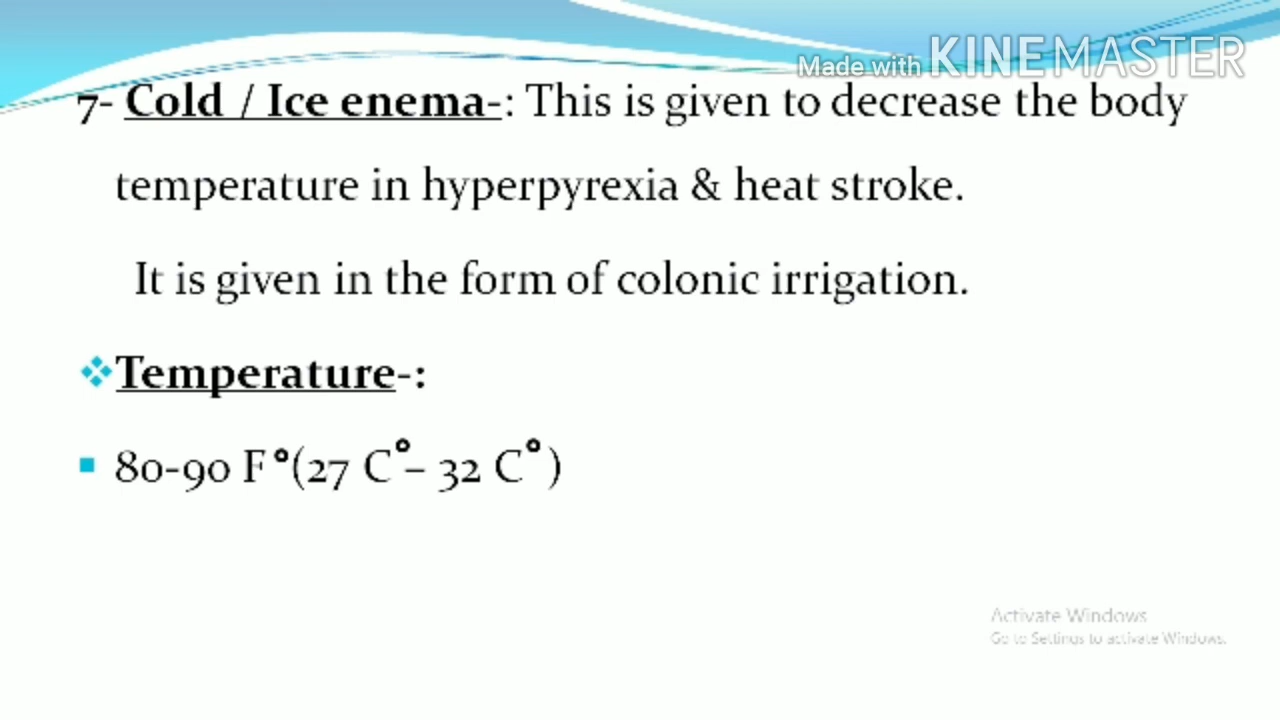 Made with KINEMASTER
7- Cold / Ice enema-: This is given to decrease the body
temperature in hyperpyrexia & heat stroke.
It is given in the form of colonic irrigation.
❖Temperature-:
▪ 80-90 F°(27 C°– 32 C°)
Activate Windows
Go to Settings to activate Windows.